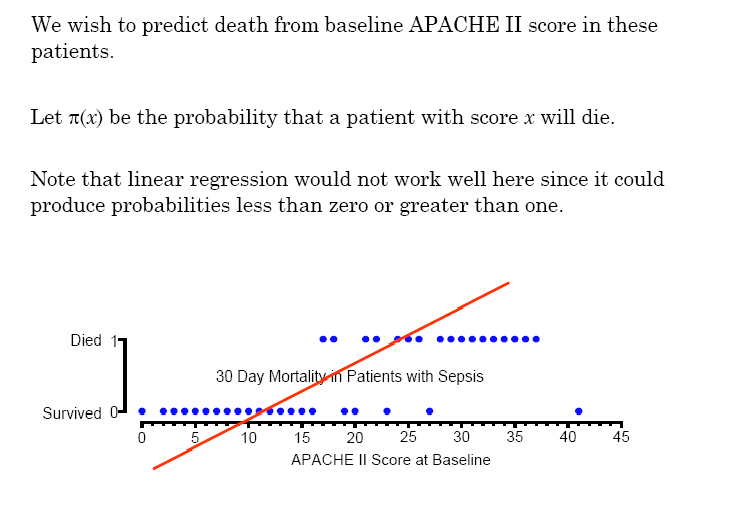 We wish to predict death from baseline APACHE II score in these
patients.
Let π(x) be the probability that a patient with score x will die.
Note that linear regression would not work well here since it could
produce probabilities less than zero or greater than one.
Died 1
30 Day Mortality in Patients with Sepsis
Survived 0
0 5 10 15 20 25 30 35 40 45
APACHE II Score at Baseline